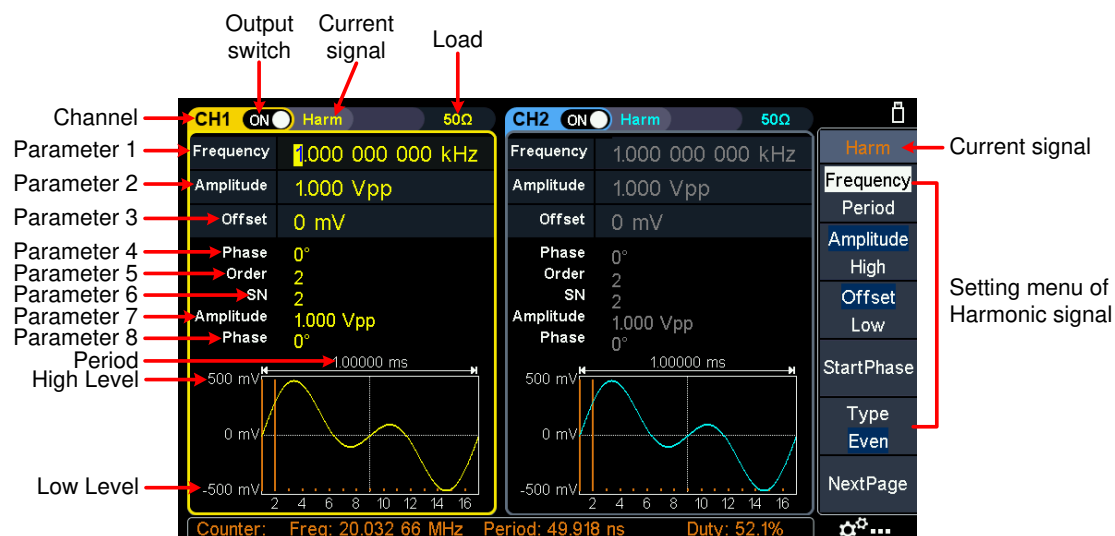 Output switch
Current signal
Load
Channel
CH1 ON Harm 50Ω
CH2 ON Harm 50Ω
Parameter 1
Frequency 1.000 000 000 kHz
Frequency 1.000 000 000 kHz
Harm
Current signal
Parameter 2
Amplitude 1.000 Vpp
Amplitude 1.000 Vpp
Frequency
Period
Parameter 3
Offset 0 mV
Offset 0 mV
Amplitude
High
Parameter 4
Phase 0°
Phase 0°
Parameter 5
Order 2
Order 2
Parameter 6
SN 2
SN 2
Offset
Low
Setting menu of
Harmonic signal
Parameter 7
Amplitude 1.000 Vpp
Amplitude 1.000 Vpp
Parameter 8
Phase 0°
Phase 0°
Period
1.00000 ms
1.00000 ms
StartPhase
High Level
500 mV
500 mV
Type
Even
0 mV
0 mV
Low Level
-500 mV
-500 mV
NextPage
2 4 6 8 10 12 14 16
2 4 6 8 10 12 14 16
Counter: Freq: 20.032 66 MHz Period: 49.918 ns Duty: 52.1%